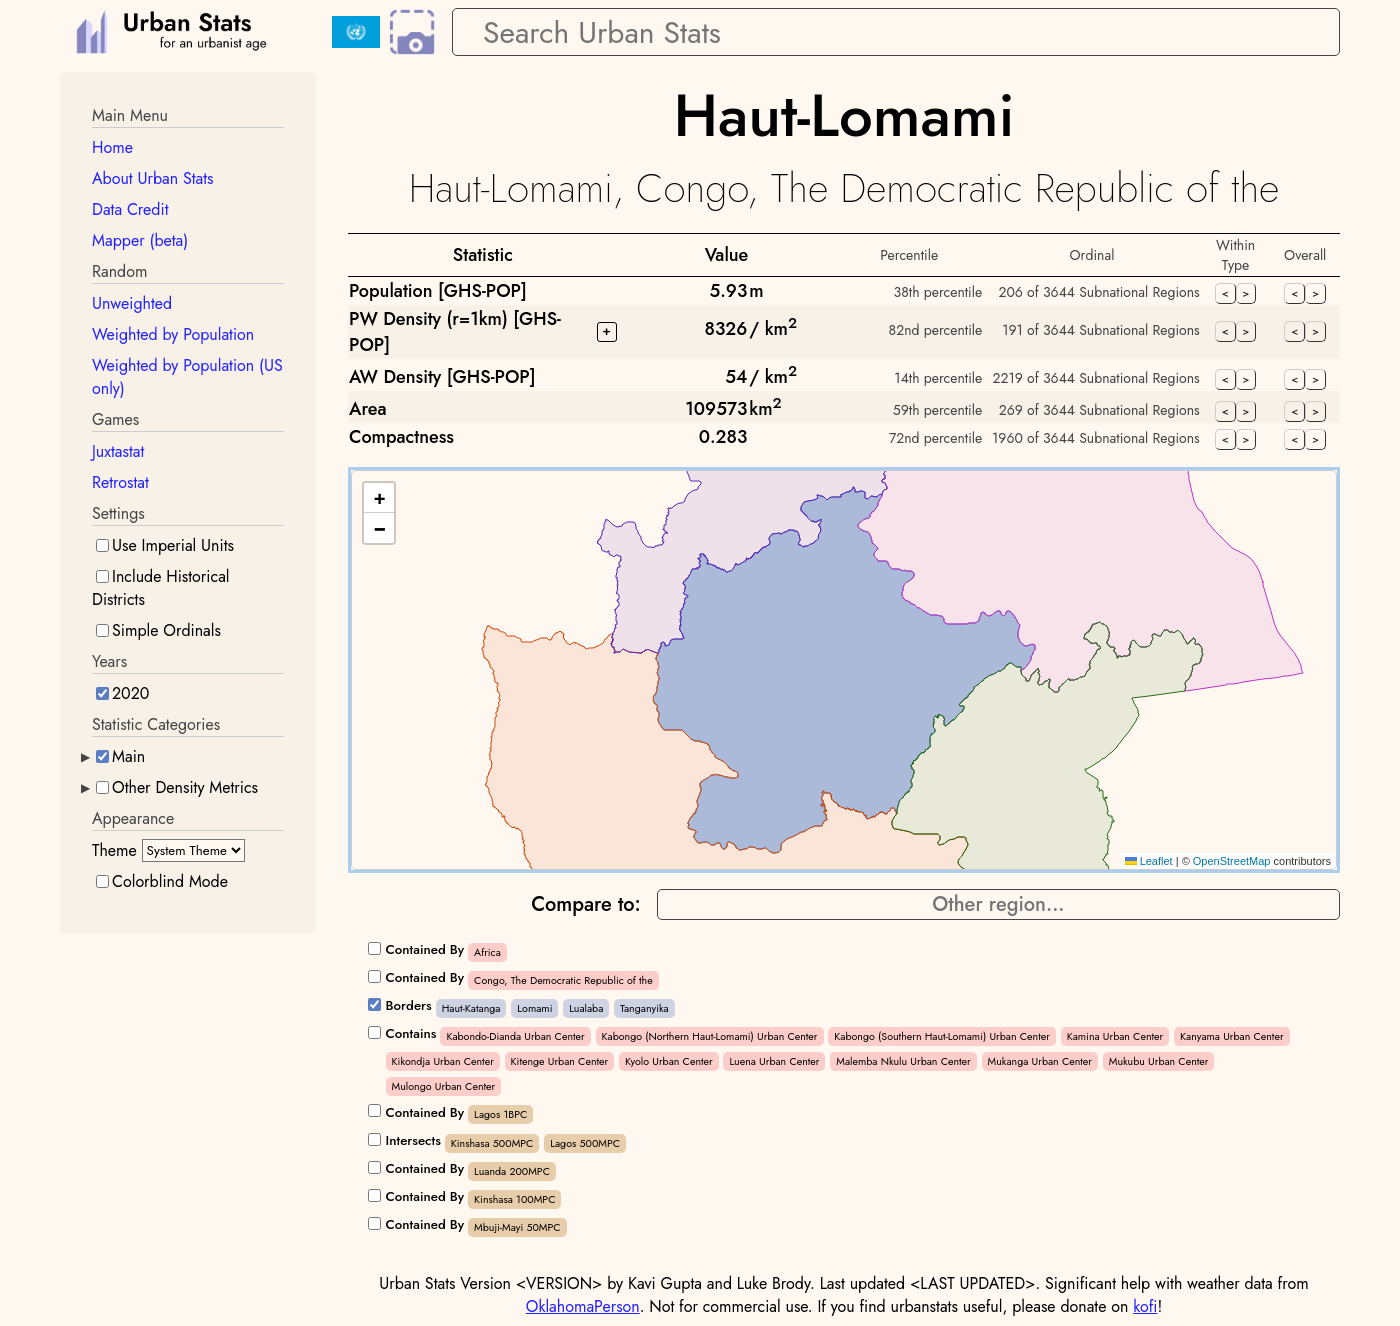 Urban Stats
for an urbanist age
Search Urban Stats
Main Menu
Home
About Urban Stats
Data Credit
Mapper (beta)
Random
Unweighted
Weighted by Population
Weighted by Population (US
only)
Games
Juxtastat
Retrostat
Settings
Use Imperial Units
Include Historical
Districts
Simple Ordinals
Years
2020
Statistic Categories
Main
Other Density Metrics
Appearance
Theme System Theme
Colorblind Mode
Haut-Lomami
Haut-Lomami, Congo, The Democratic Republic of the
Statistic Value Percentile Ordinal Within Type Overall
Population [GHS-POP] 5.93 m 38th percentile 206 of 3644 Subnational Regions < > < >
PW Density (r=1km) [GHS-POP] + 8326 / km² 82nd percentile 191 of 3644 Subnational Regions < > < >
AW Density [GHS-POP] 54 / km² 14th percentile 2219 of 3644 Subnational Regions < > < >
Area 109573 km² 59th percentile 269 of 3644 Subnational Regions < > < >
Compactness 0.283 72nd percentile 1960 of 3644 Subnational Regions < > < >
+
−
Leaflet | © OpenStreetMap contributors
Compare to: Other region...
Contained By Africa
Contained By Congo, The Democratic Republic of the
Borders Haut-Katanga Lomami Lualaba Tanganyika
Contains Kabondo-Dianda Urban Center Kabongo (Northern Haut-Lomami) Urban Center Kabongo (Southern Haut-Lomami) Urban Center Kamina Urban Center Kanyama Urban Center
Kikondja Urban Center Kitenge Urban Center Kyolo Urban Center Luena Urban Center Malemba Nkulu Urban Center Mukanga Urban Center Mukubu Urban Center
Mulongo Urban Center
Contained By Lagos 1BPC
Intersects Kinshasa 500MPC Lagos 500MPC
Contained By Luanda 200MPC
Contained By Kinshasa 100MPC
Contained By Mbuji-Mayi 50MPC
Urban Stats Version <VERSION> by Kavi Gupta and Luke Brody. Last updated <LAST UPDATED>. Significant help with weather data from
OklahomaPerson. Not for commercial use. If you find urbanstats useful, please donate on kofi!